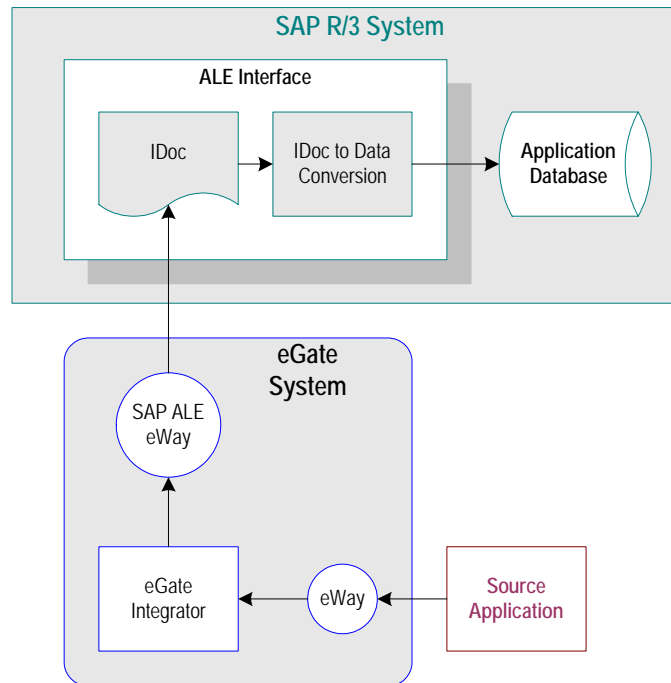 SAP R/3 System
ALE Interface
IDoc
IDoc to Data
Conversion
Application
Database
eGate
System
SAP ALE
eWay
eGate
Integrator
eWay
Source
Application